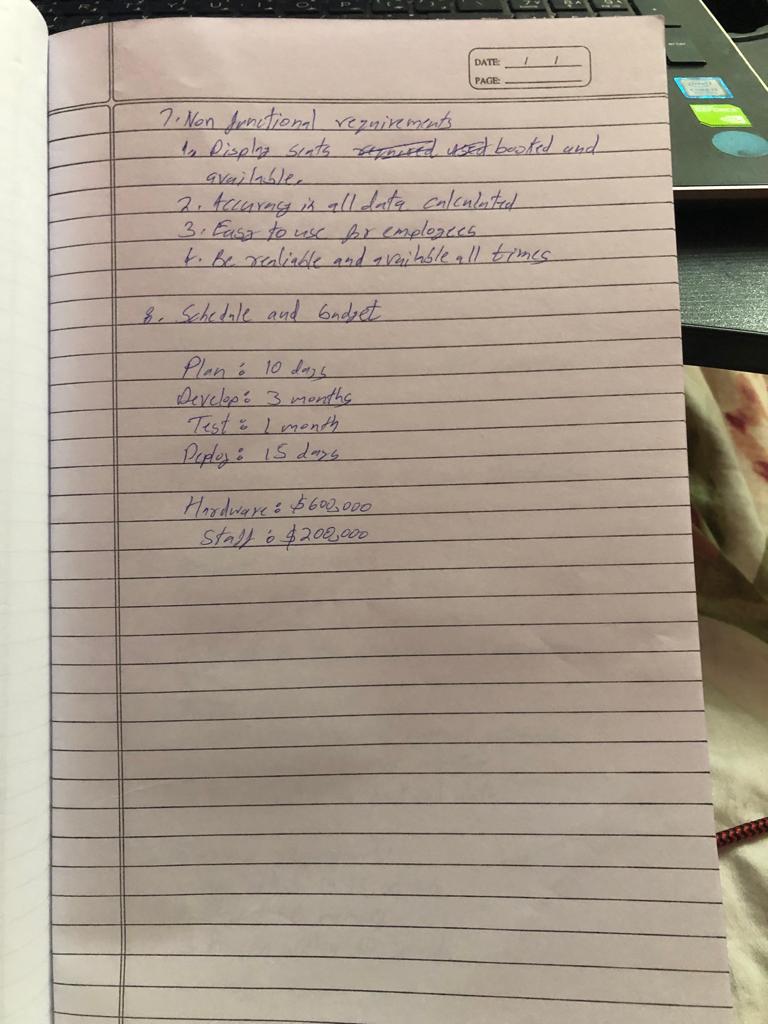 DATE: / /
PAGE:
7. Non functional requirements
1. Display seats required used booked and
available.
2. Accuracy in all data calculated
3. Easy to use for employees
4. Be realiable and available all times
8. Schedule and budget
Plan : 10 days
Develop : 3 months
Test : 1 month
Deploy : 15 days
Hardware : $600,000
Staff : $200,000